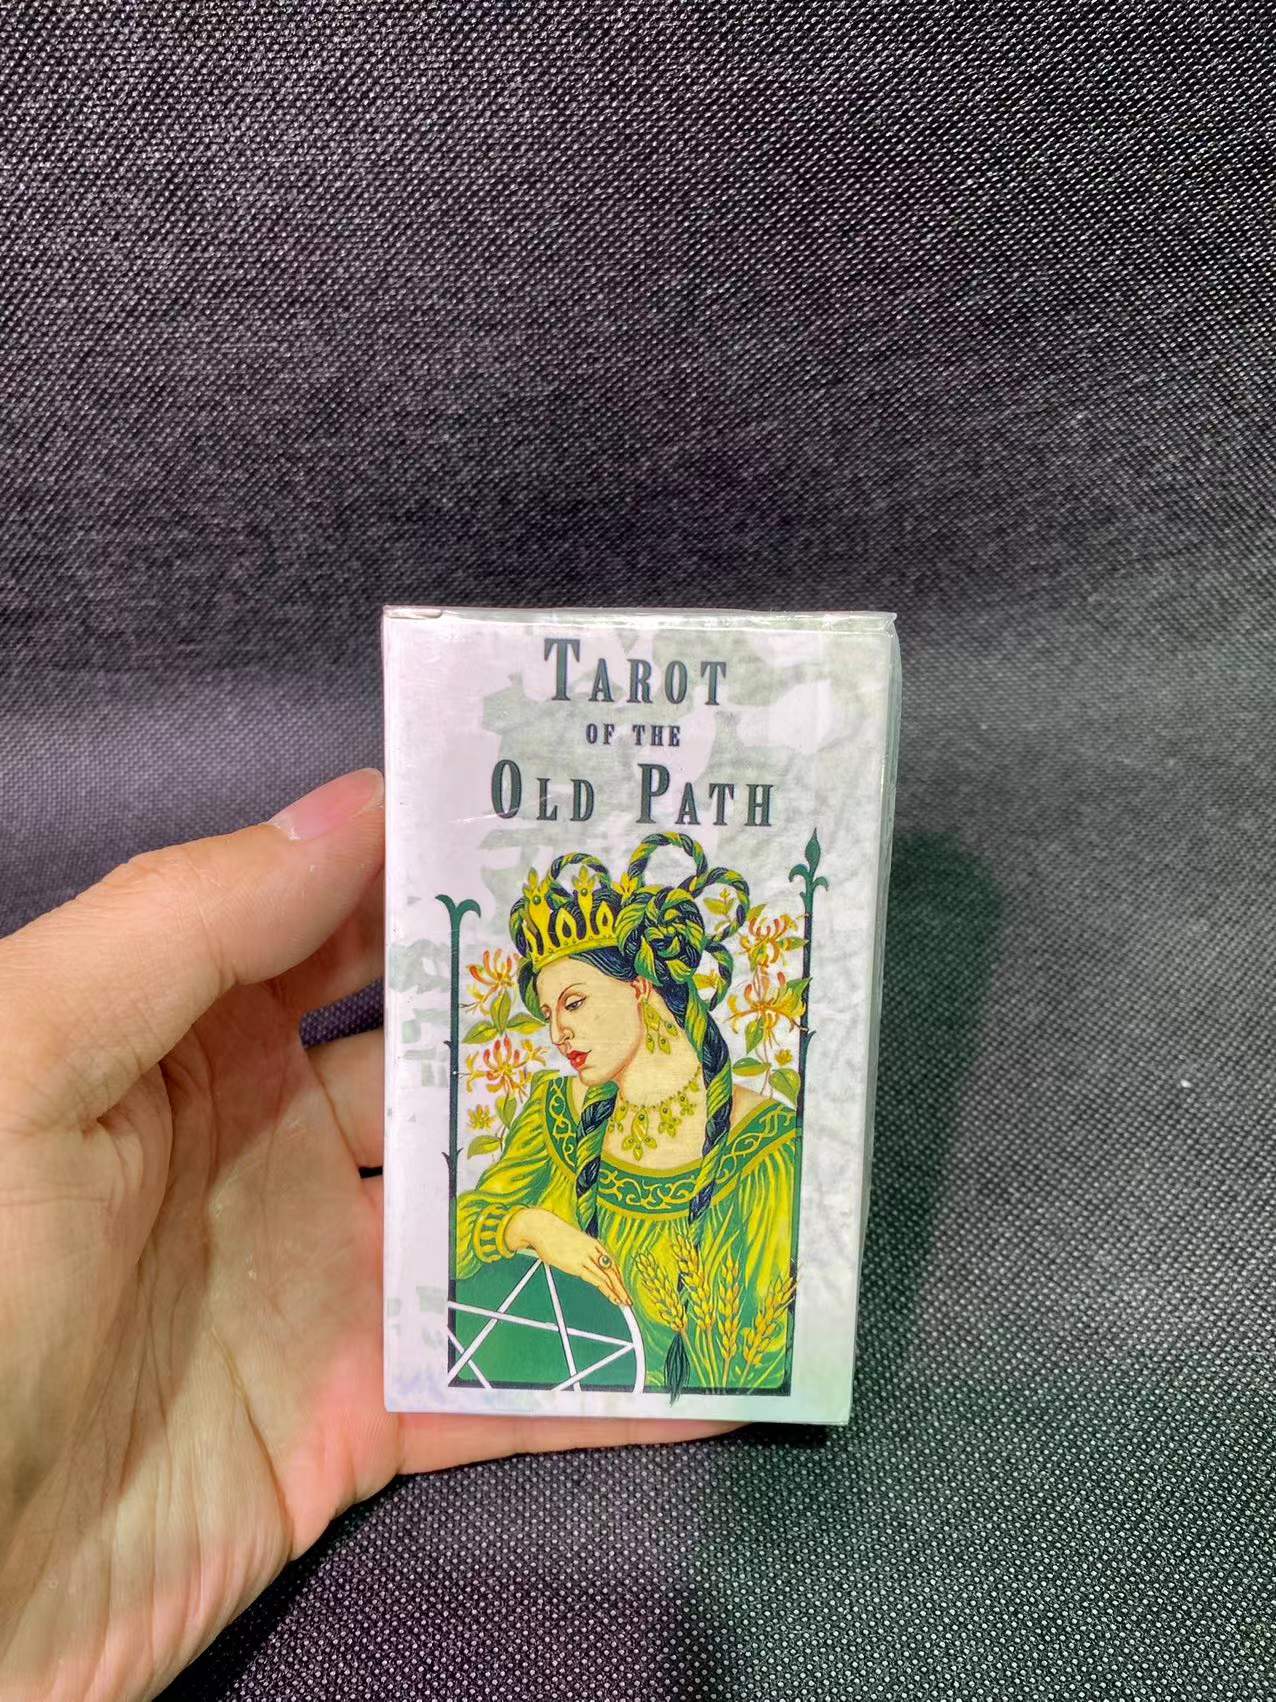 TAROT
OF THE
OLD PATH